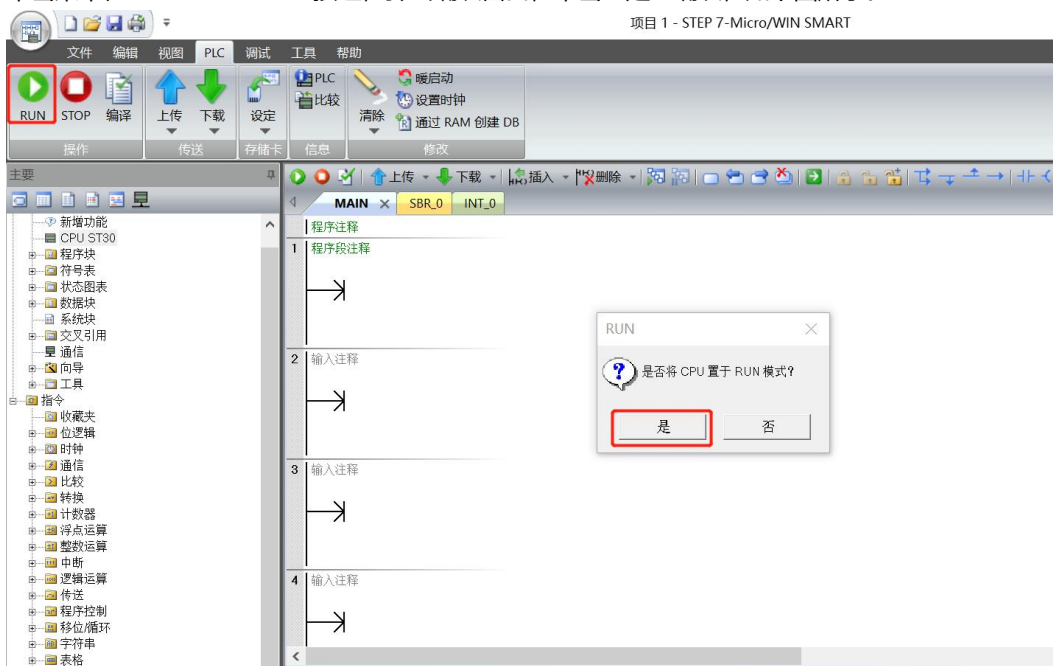 项目 1 - STEP 7-Micro/WIN SMART
文件 编辑 视图 PLC 调试 工具 帮助
RUN STOP 编译 上传 下载 设定 PLC 比较 清除 暖启动 设置时钟 通过 RAM 创建 DB
操作 传送 存储卡 信息 修改
主要
上传 下载 插入 删除
MAIN SBR_0 INT_0
新增功能
CPU ST30
程序块
符号表
状态图表
数据块
系统块
交叉引用
通信
向导
工具
指令
收藏夹
位逻辑
时钟
通信
比较
转换
计数器
浮点运算
整数运算
中断
逻辑运算
传送
程序控制
移位/循环
字符串
表格
程序注释
1 程序段注释
2 输入注释
3 输入注释
4 输入注释
RUN
是否将 CPU 置于 RUN 模式?
是 否